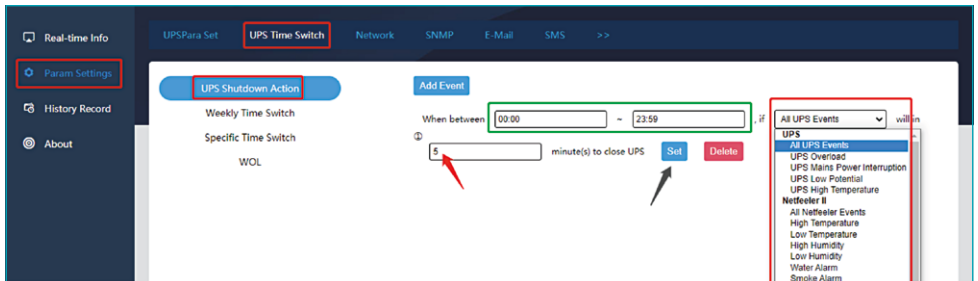 Real-time Info
Param Settings
History Record
About
UPSPara Set UPS Time Switch Network SNMP E-Mail SMS >>
UPS Shutdown Action
Weekly Time Switch
Specific Time Switch
WOL
Add Event
When between 00:00 ~ 23:59 , if All UPS Events will in
①
5 minute(s) to close UPS Set Delete
UPS
All UPS Events
UPS Overload
UPS Mains Power Interruption
UPS Low Potential
UPS High Temperature
Netfeeler II
All Netfeeler Events
High Temperature
Low Temperature
High Humidity
Low Humidity
Water Alarm
Smoke Alarm